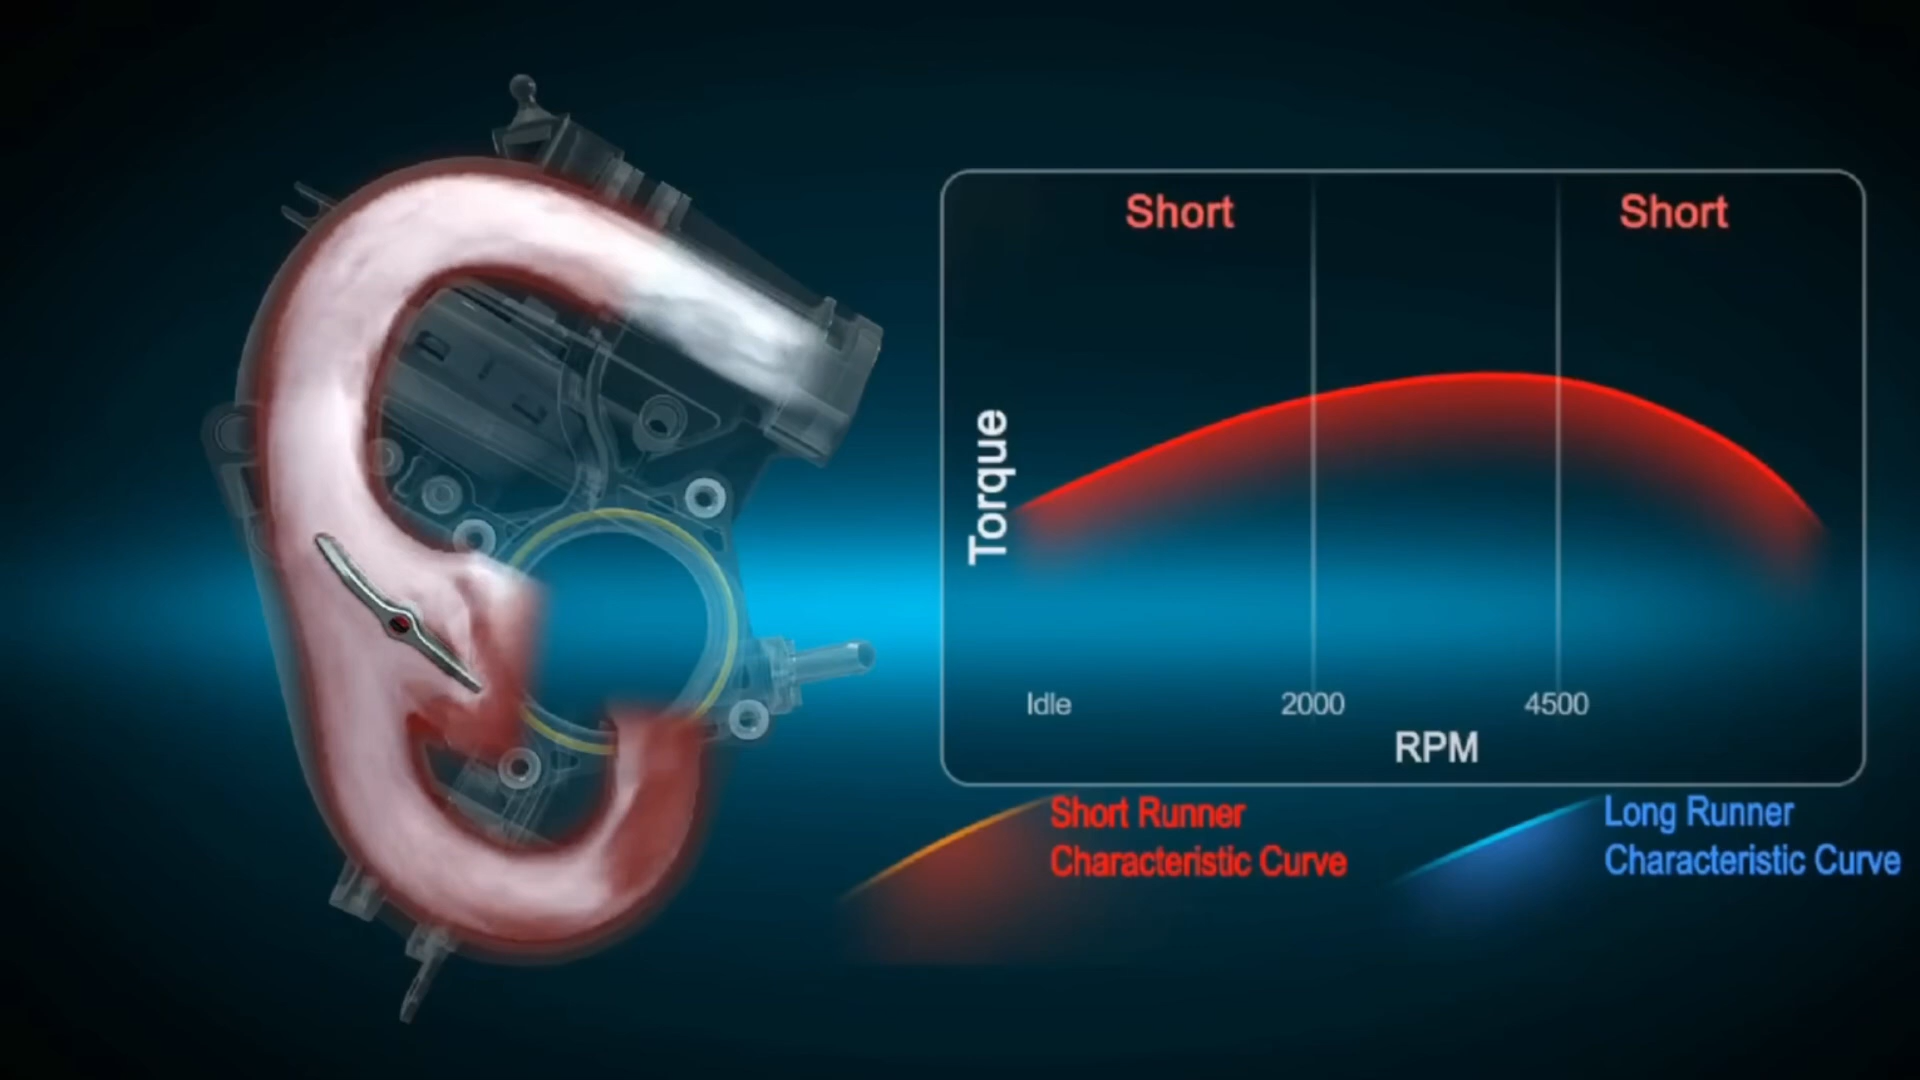 Short
Short
Torque
Idle
2000
4500
RPM
Short Runner
Characteristic Curve
Long Runner
Characteristic Curve